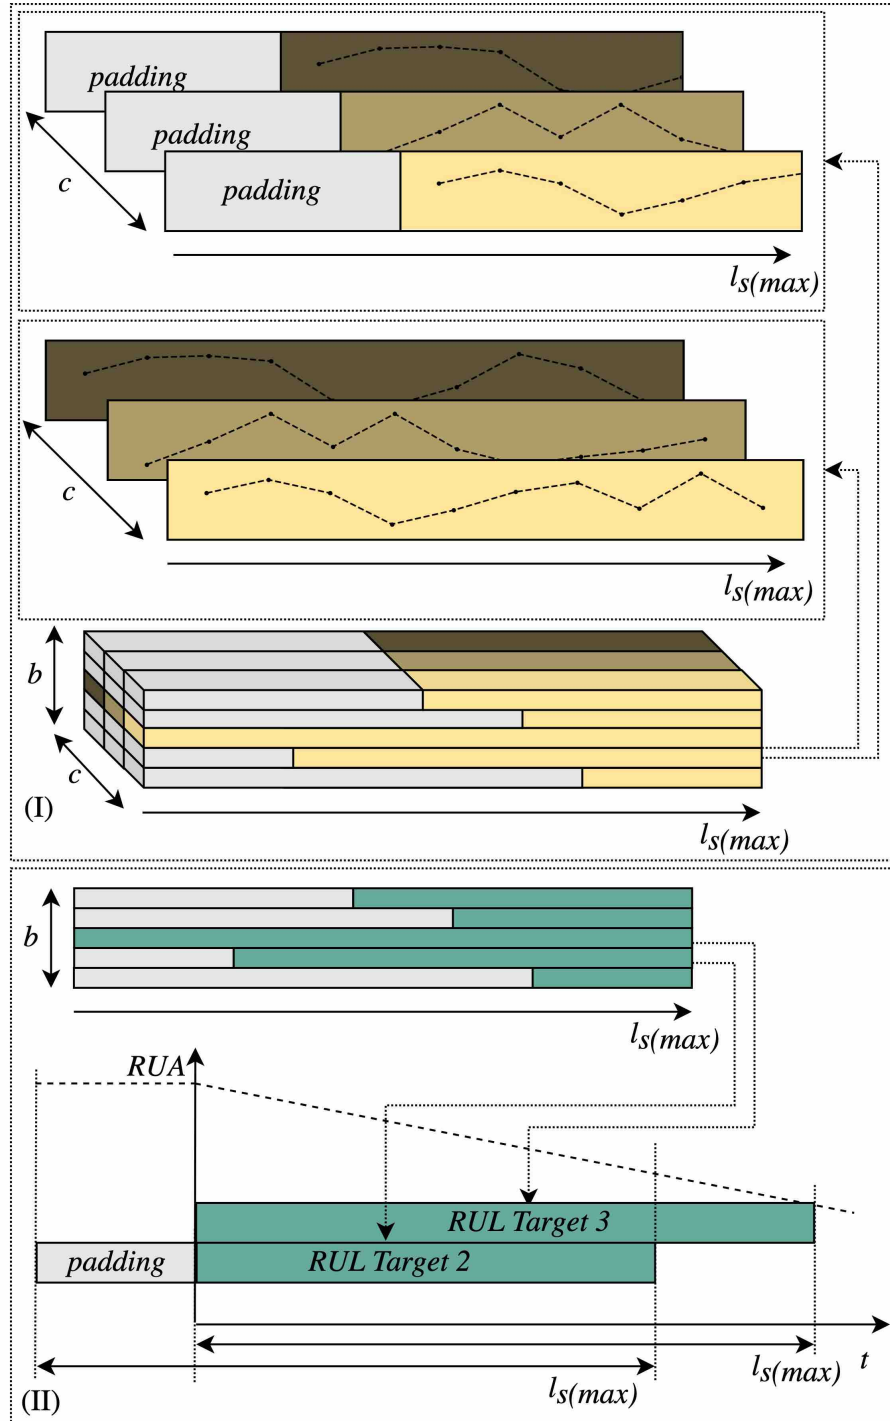 padding
padding
padding
c
ls(max)
c
ls(max)
b
c
(I)
ls(max)
b
ls(max)
RUA
RUL Target 3
padding
RUL Target 2
ls(max)
t
ls(max)
(II)